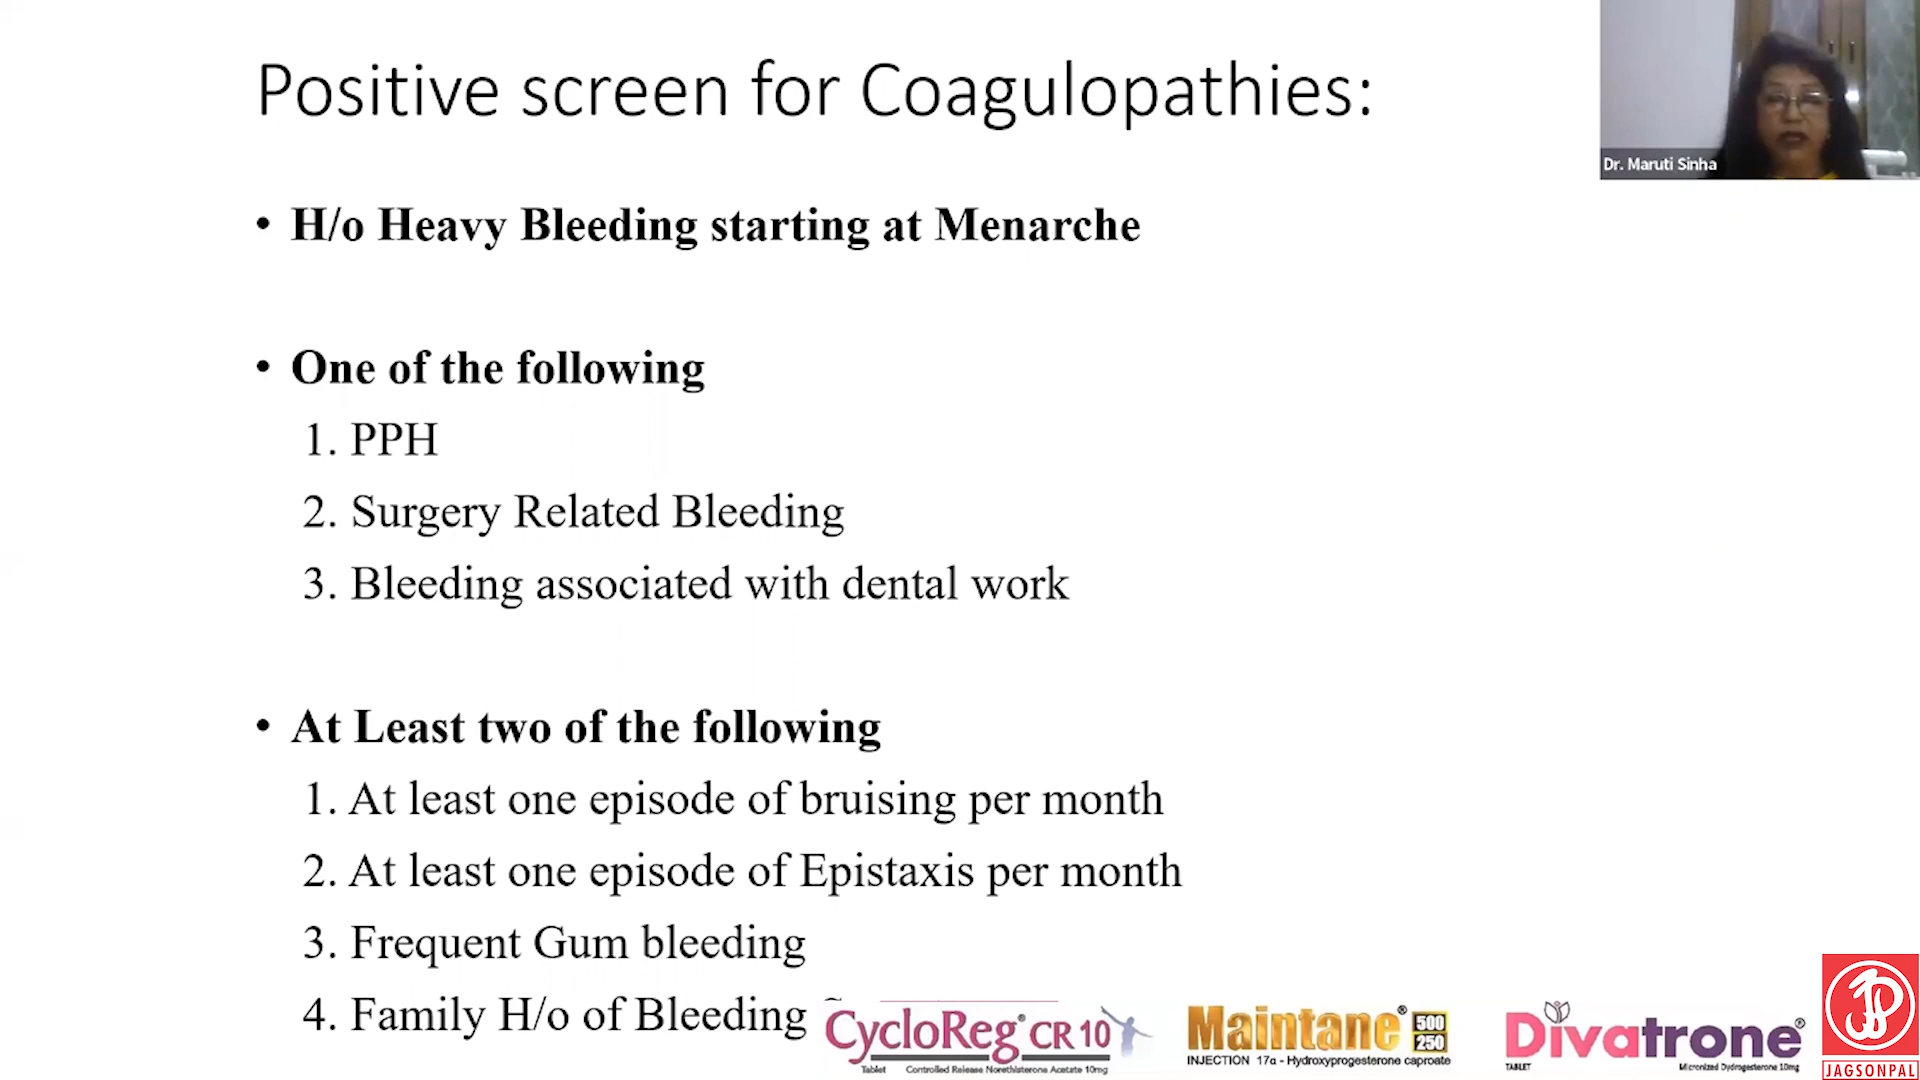 Positive screen for Coagulopathies:
Dr. Maruti Sinha
• H/o Heavy Bleeding starting at Menarche
• One of the following
1. PPH
2. Surgery Related Bleeding
3. Bleeding associated with dental work
• At Least two of the following
1. At least one episode of bruising per month
2. At least one episode of Epistaxis per month
3. Frequent Gum bleeding
4. Family H/o of Bleeding
CycloReg® CR 10
Tablet Controlled Release Norethisterone Acetate 10mg
Maintane® 500 250
INJECTION 17α - Hydroxyprogesterone caproate
Divatrone®
TABLET Micronized Dydrogesterone 10mg
JAGSONPAL